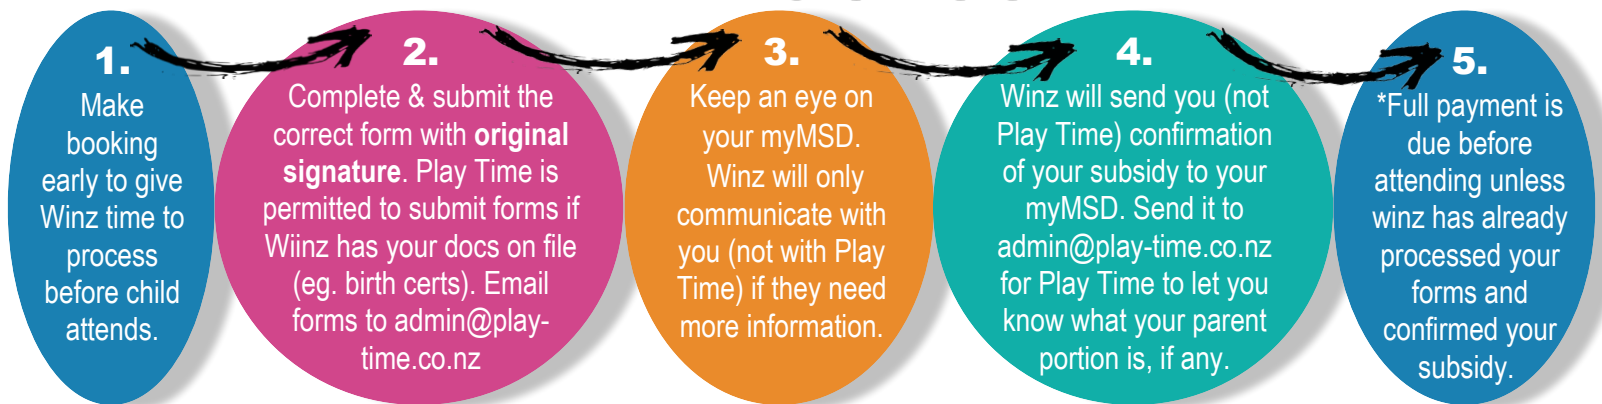 1.
Make
booking
early to give
Winz time to
process
before child
attends.
2.
Complete & submit the
correct form with original
signature. Play Time is
permitted to submit forms if
Wiinz has your docs on file
(eg. birth certs). Email
forms to admin@play-
time.co.nz
3.
Keep an eye on
your myMSD.
Winz will only
communicate with
you (not with Play
Time) if they need
more information.
4.
Winz will send you (not
Play Time) confirmation
of your subsidy to your
myMSD. Send it to
admin@play-time.co.nz
for Play Time to let you
know what your parent
portion is, if any.
5.
*Full payment is
due before
attending unless
winz has already
processed your
forms and
confirmed your
subsidy.